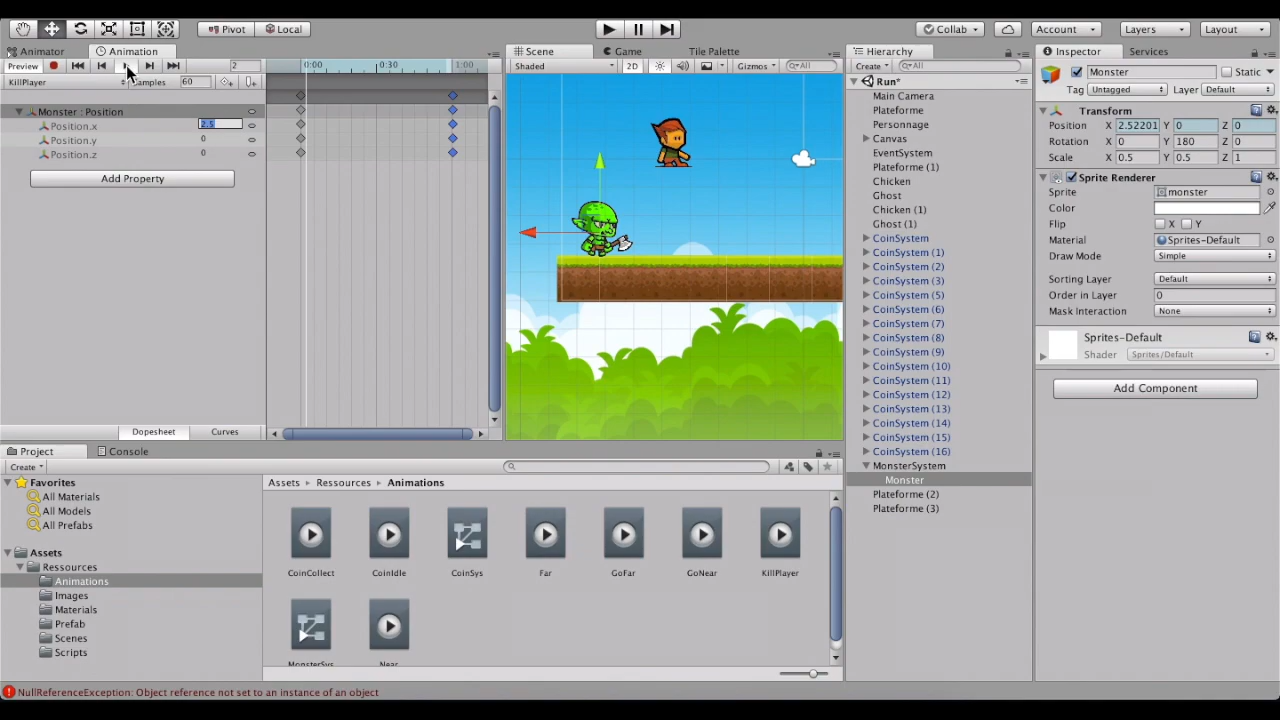 Pivot Local Collab Account Layers Layout
Animator Animation Scene Game Tile Palette Hierarchy Inspector Services
Preview 2 0:00 0:30 1:00 Shaded 2D Gizmos All Create All Monster Static
KillPlayer Samples 60 Run* Tag Untagged Layer Default
Monster : Position
Position.x
Position.y 0
Position.z 0
Add Property
Dopesheet Curves
Main Camera
Plateforme
Personnage
Canvas
EventSystem
Plateforme (1)
Chicken
Ghost
Chicken (1)
Ghost (1)
CoinSystem
CoinSystem (1)
CoinSystem (2)
CoinSystem (3)
CoinSystem (5)
CoinSystem (6)
CoinSystem (7)
CoinSystem (8)
CoinSystem (9)
CoinSystem (10)
CoinSystem (11)
CoinSystem (12)
CoinSystem (13)
CoinSystem (14)
CoinSystem (15)
CoinSystem (16)
MonsterSystem
Monster
Plateforme (2)
Plateforme (3)
Transform
Position X 2.52201 Y 0 Z 0
Rotation X 0 Y 180 Z 0
Scale X 0.5 Y 0.5 Z 1
Sprite Renderer
Sprite monster
Color
Flip X Y
Material Sprites-Default
Draw Mode Simple
Sorting Layer Default
Order in Layer 0
Mask Interaction None
Sprites-Default
Shader Sprites/Default
Add Component
Project Console
Create
Favorites
All Materials
All Models
All Prefabs
Assets
Ressources
Animations
Images
Materials
Prefab
Scenes
Scripts
Assets Ressources Animations
CoinCollect CoinIdle CoinSys Far GoFar GoNear KillPlayer
MonsterSys Near
NullReferenceException: Object reference not set to an instance of an object